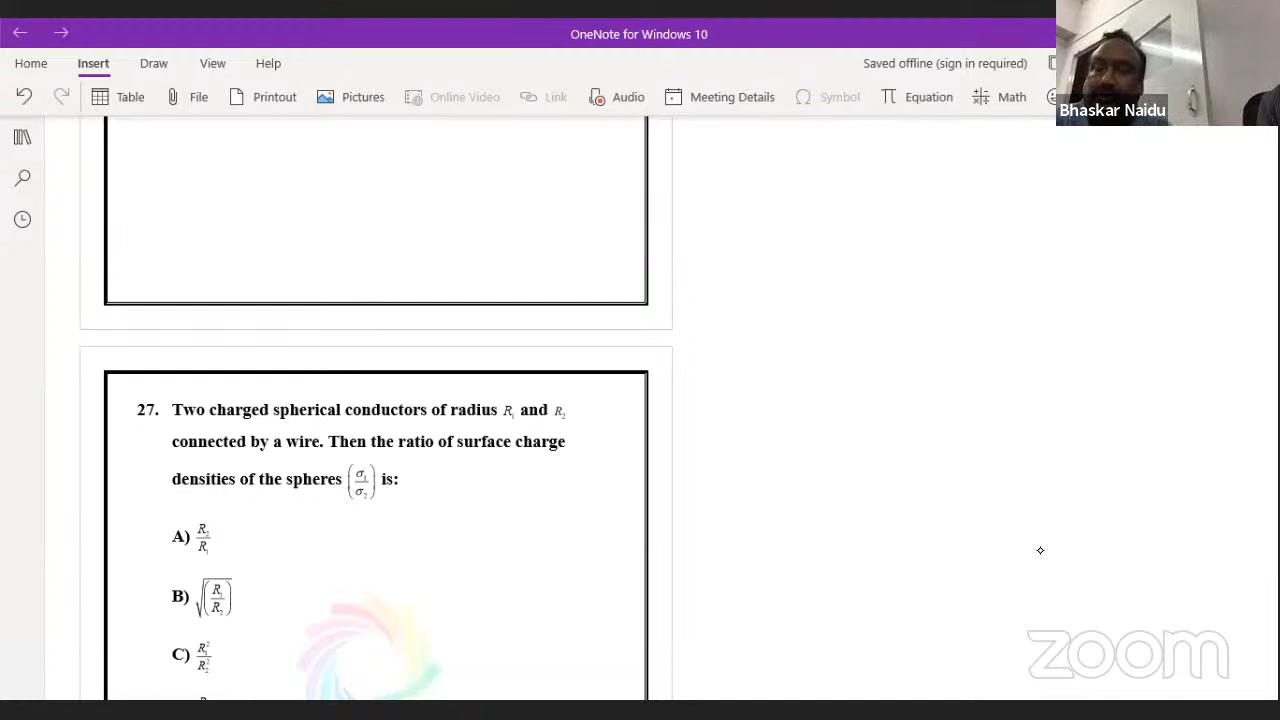 OneNote for Windows 10
Home Insert Draw View Help Saved offline (sign in required)
Table File Printout Pictures Online Video Link Audio Meeting Details Symbol Equation Math
Bhaskar Naidu
27. Two charged spherical conductors of radius R₁ and R₂
connected by a wire. Then the ratio of surface charge
densities of the spheres (σ₁/σ₂) is:
A) R₂/R₁
B) √(R₁/R₂)
C) R₁²/R₂²
zoom